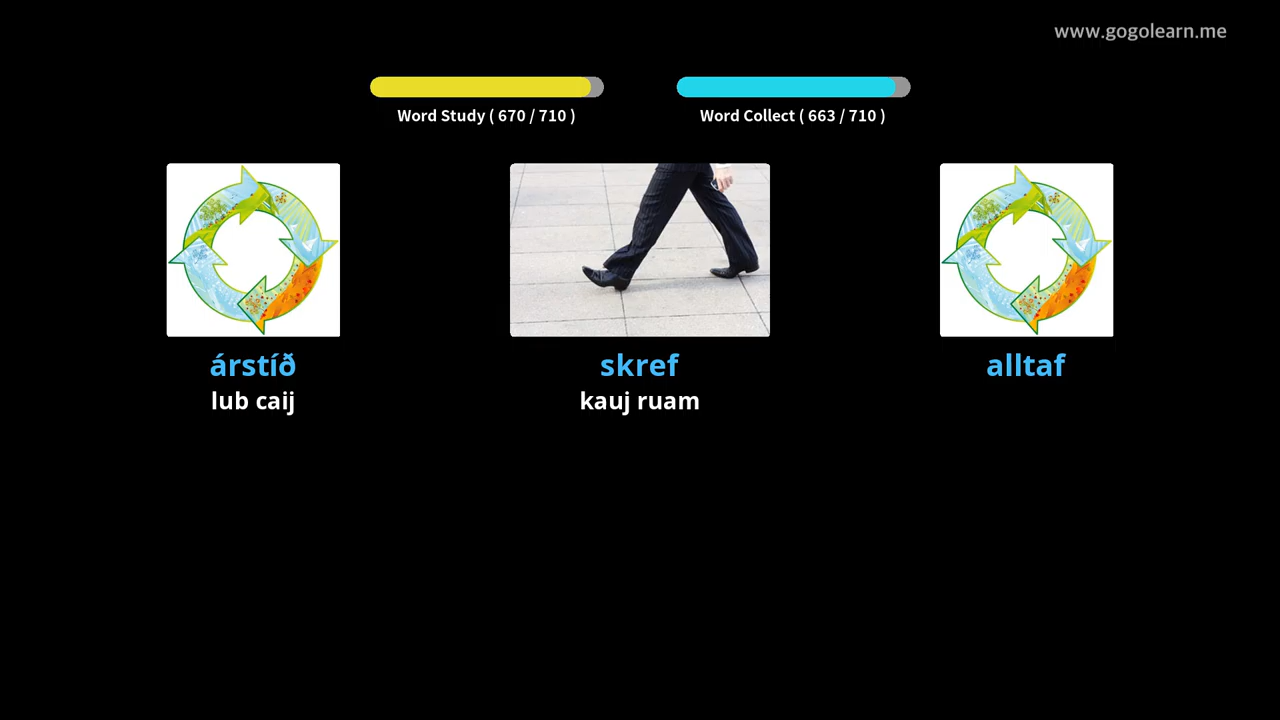 www.gogolearn.me
Word Study ( 670 / 710 )
Word Collect ( 663 / 710 )
árstíð
lub caij
skref
kauj ruam
alltaf